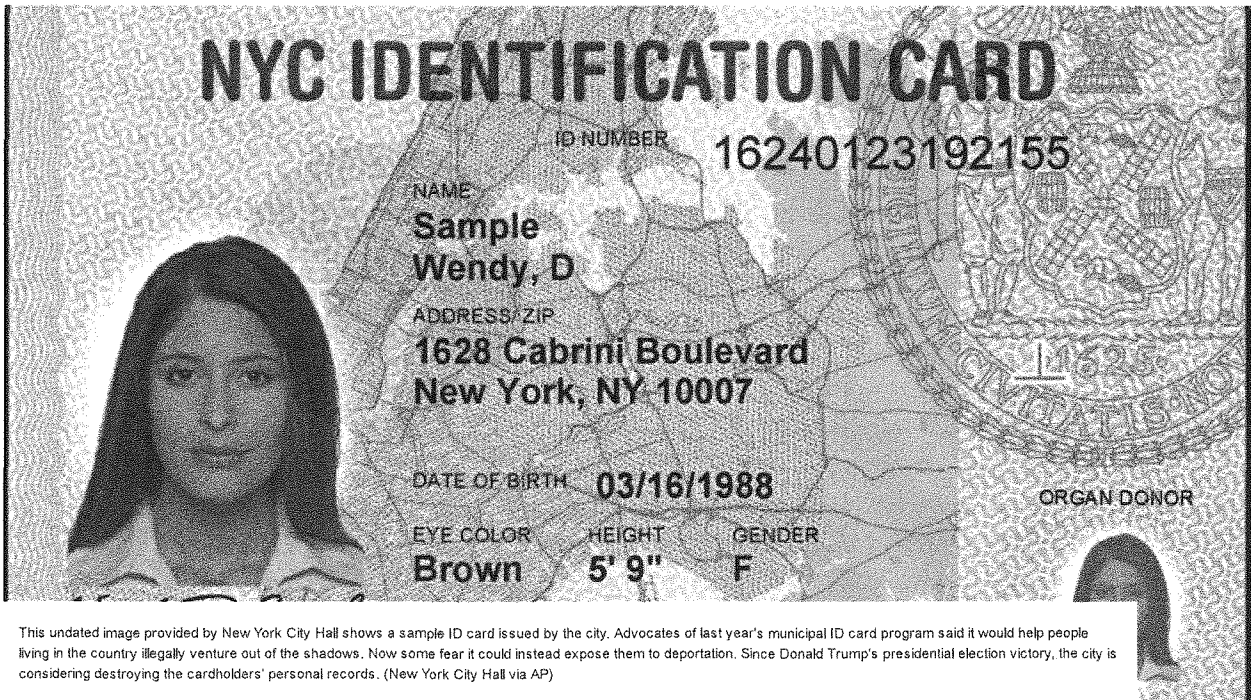 NYC IDENTIFICATION CARD
ID NUMBER 16240123192155
NAME
Sample
Wendy, D
ADDRESS/ZIP
1628 Cabrini Boulevard
New York, NY 10007
1625
CIVITATIS NOV
DATE OF BIRTH 03/16/1988
ORGAN DONOR
EYE COLOR HEIGHT GENDER
Brown 5' 9" F
This undated image provided by New York City Hall shows a sample ID card issued by the city. Advocates of last year's municipal ID card program said it would help people
living in the country illegally venture out of the shadows. Now some fear it could instead expose them to deportation. Since Donald Trump's presidential election victory, the city is
considering destroying the cardholders' personal records. (New York City Hall via AP)